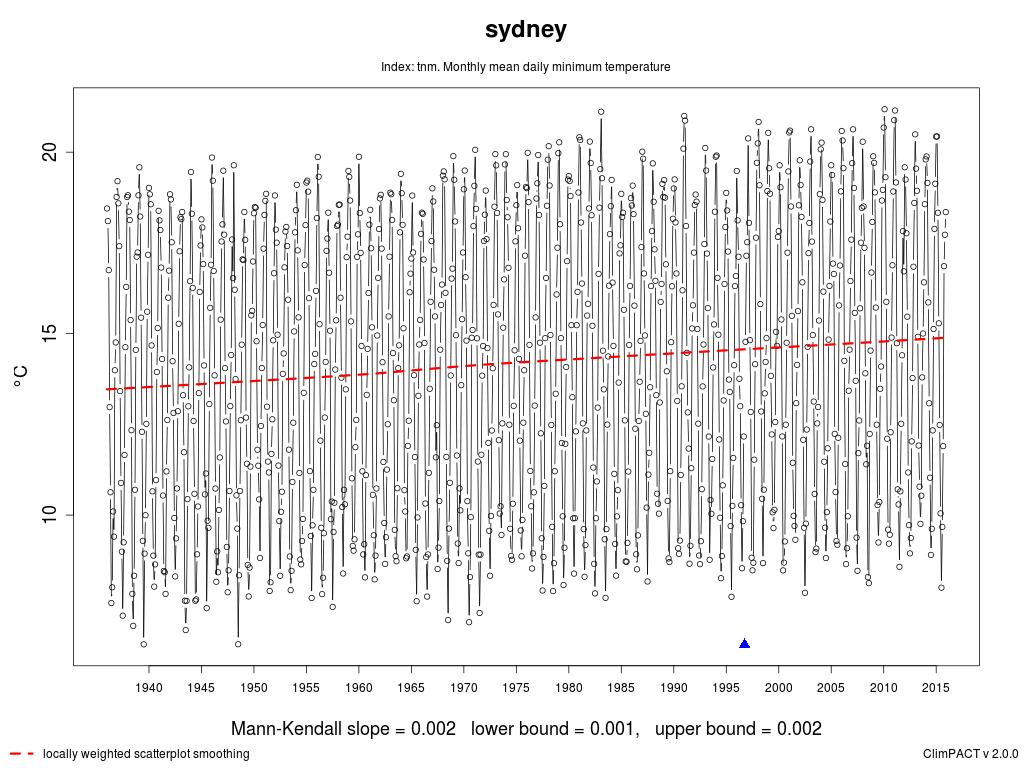 sydney
Index: tnm. Monthly mean daily minimum temperature
20
15
10
°C
1940 1945 1950 1955 1960 1965 1970 1975 1980 1985 1990 1995 2000 2005 2010 2015
Mann-Kendall slope = 0.002 lower bound = 0.001, upper bound = 0.002
locally weighted scatterplot smoothing
ClimPACT v 2.0.0